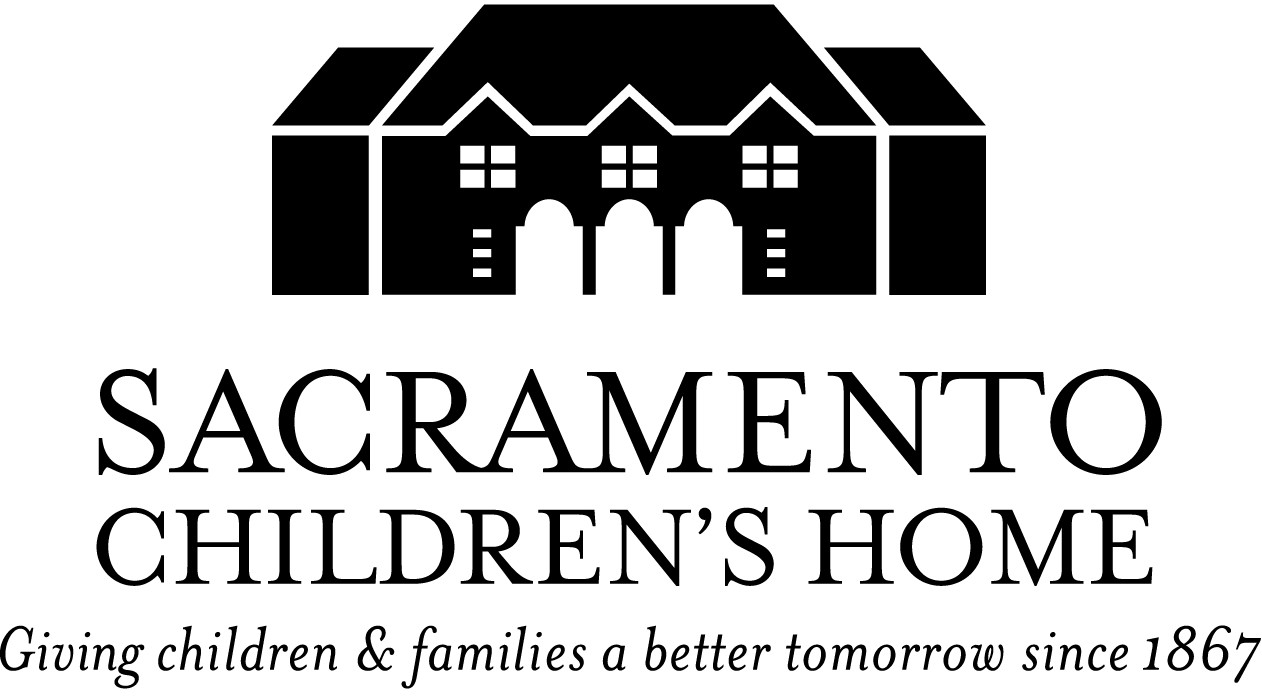 SACRAMENTO
CHILDREN’S HOME
Giving children & families a better tomorrow since 1867